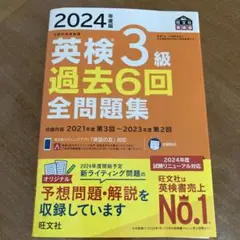 2024年度版
英検®3級
過去6回
全問題集
収録内容 2021年度 第3回～2023年度 第2回
2024年度開始予定
新ライティング問題の
オリジナル
予想問題・解説を
収録しています
2024年度
試験リニューアル対応
旺文社は
英検書売上
No.1
旺文社